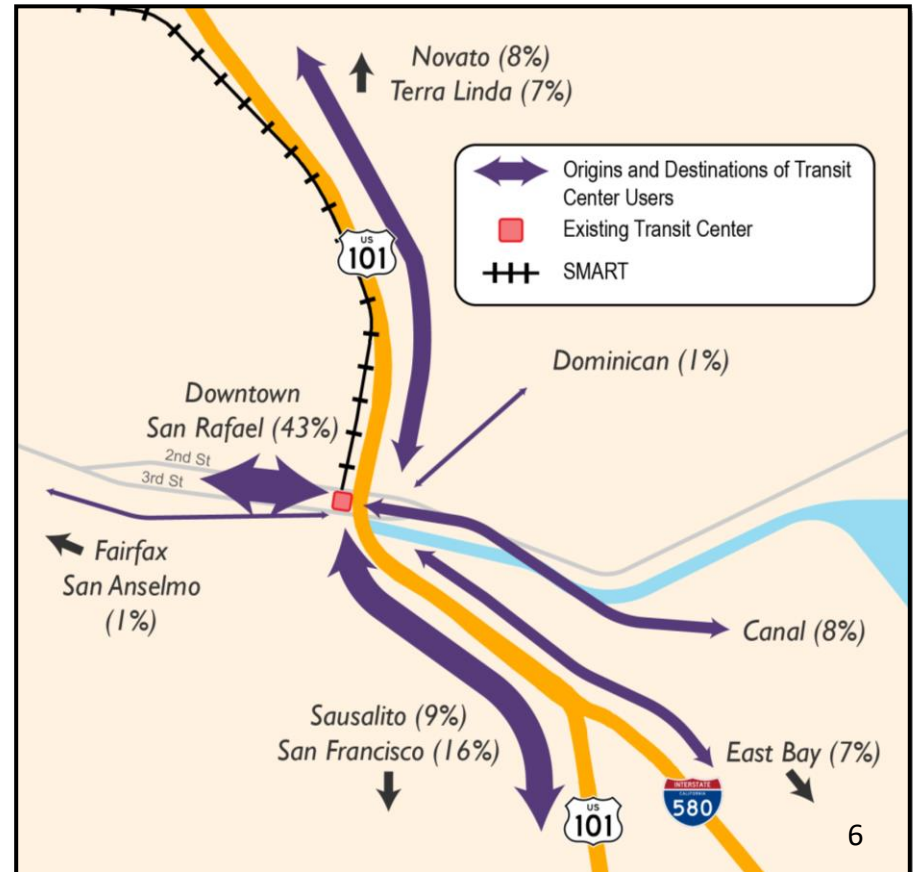 Novato (8%)
Terra Linda (7%)
Origins and Destinations of Transit
Center Users
Existing Transit Center
SMART
US
101
Dominican (1%)
Downtown
San Rafael (43%)
2nd St
3rd St
Fairfax
San Anselmo
(1%)
Canal (8%)
Sausalito (9%)
San Francisco (16%)
East Bay (7%)
INTERSTATE
CALIFORNIA
580
US
101
6